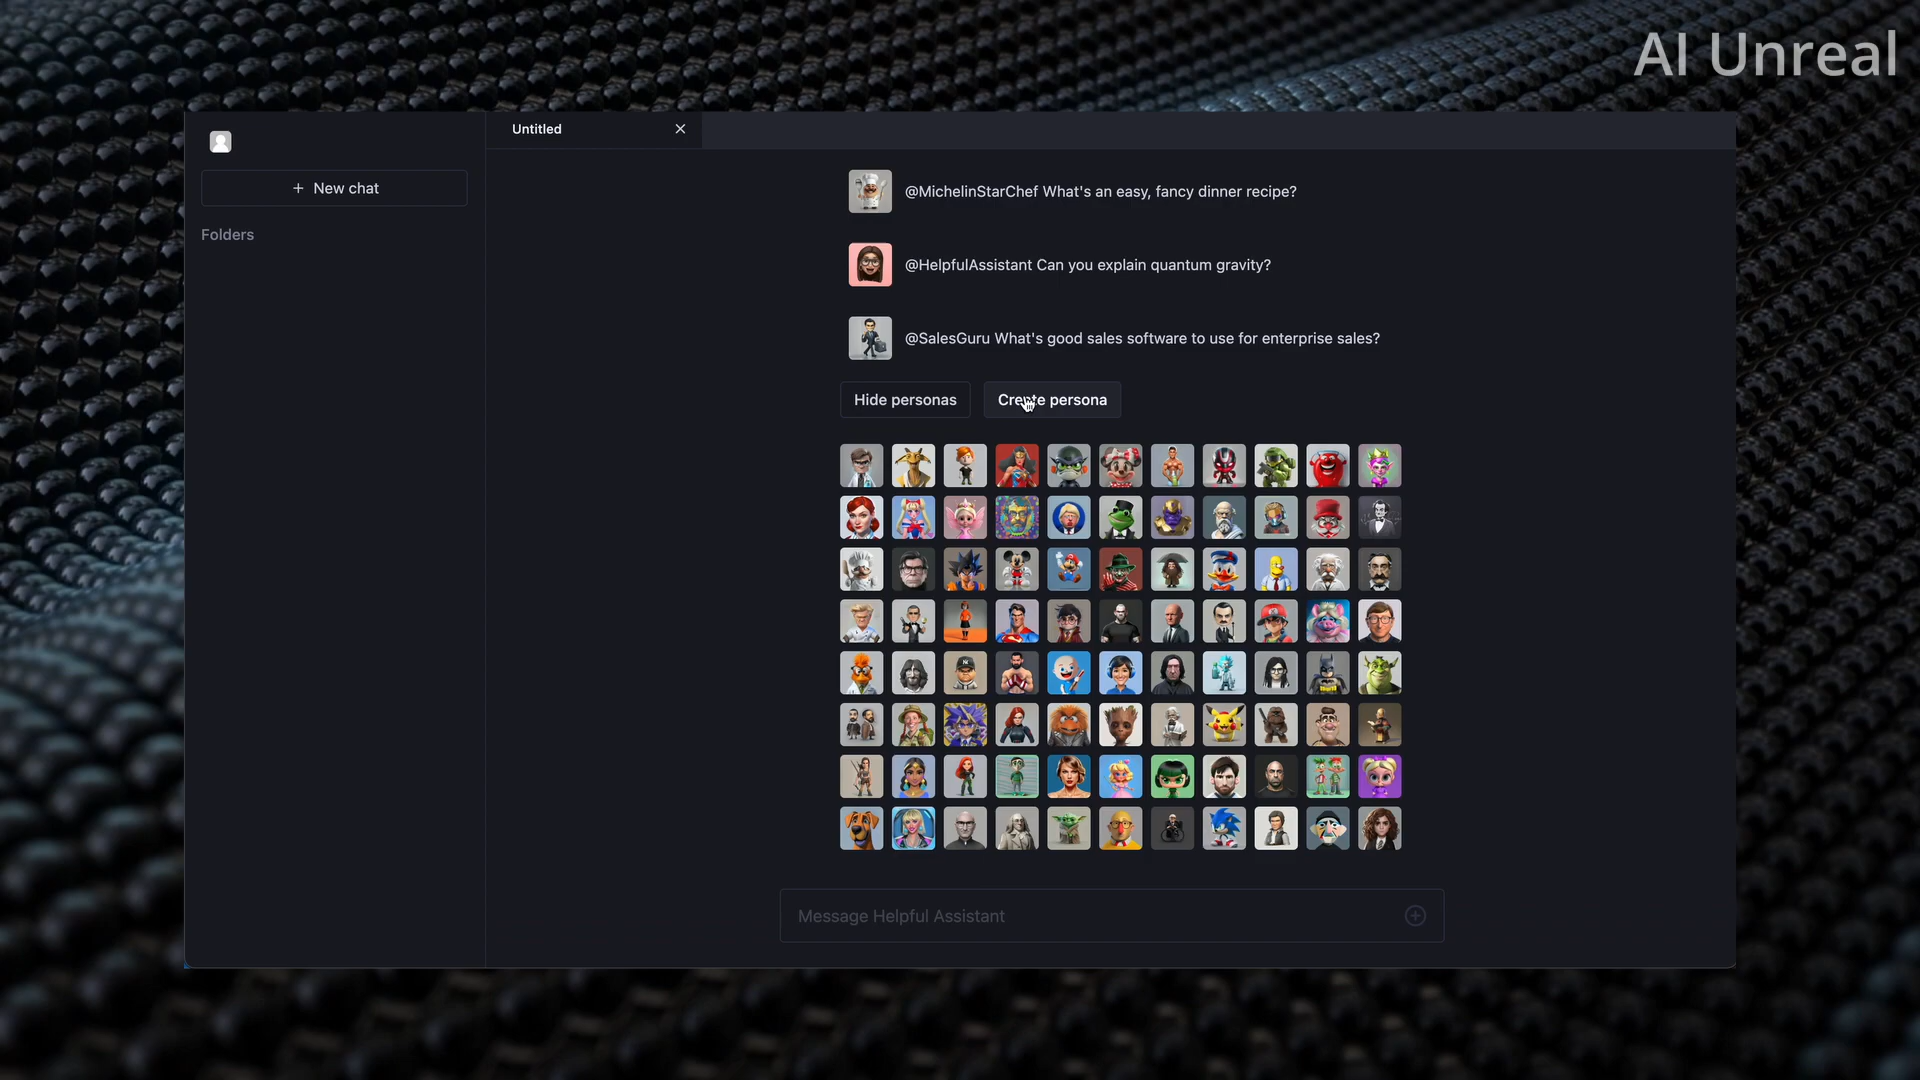 AI Unreal
Untitled
New chat
Folders
@MichelinStarChef What's an easy, fancy dinner recipe?
@HelpfulAssistant Can you explain quantum gravity?
@SalesGuru What's good sales software to use for enterprise sales?
Hide personas
Create persona
Message Helpful Assistant